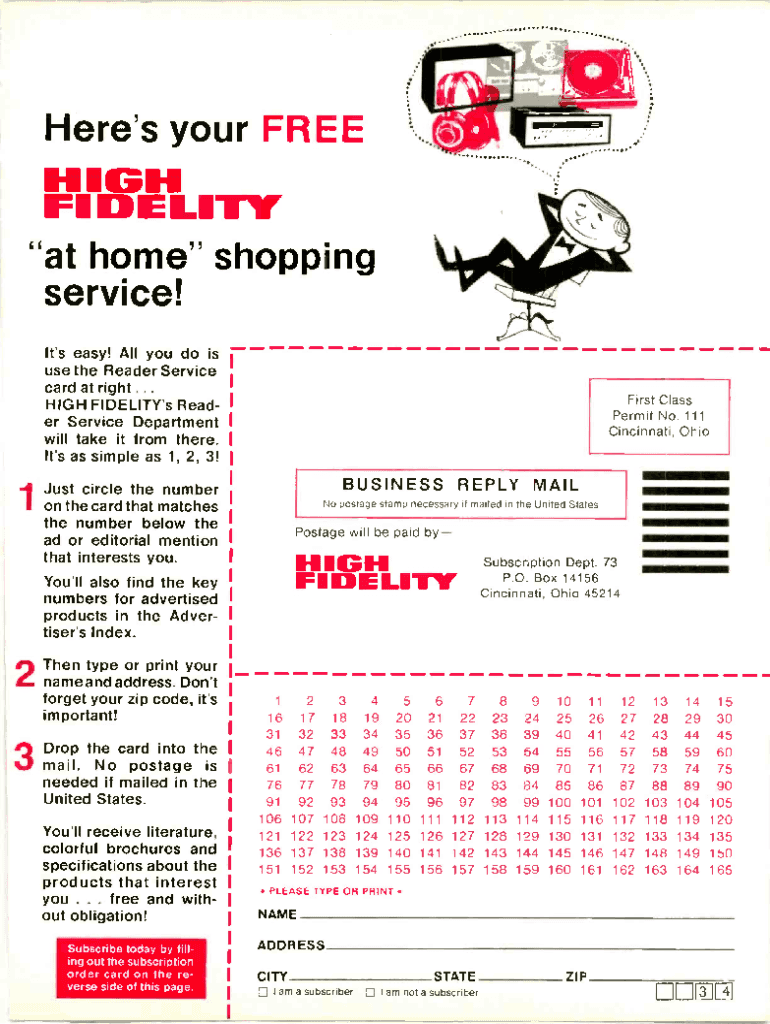 Here's your FREE
HIGH
FIDELITY
"at home" shopping
service!
It's easy! All you do is
use the Reader Service
card at right . . .
HIGH FIDELITY's Read-
er Service Department
will take it from there.
It's as simple as 1, 2, 3!
1 Just circle the number
on the card that matches
the number below the
ad or editorial mention
that interests you.
You'll also find the key
numbers for advertised
products in the Adver-
tiser's Index.
2 Then type or print your
name and address. Don't
forget your zip code, it's
important!
3 Drop the card into the
mail. No postage is
needed if mailed in the
United States.
You'll receive literature,
colorful brochures and
specifications about the
products that interest
you . . . free and with-
out obligation!
Subscribe today by fill-
ing out the subscription
order card on the re-
verse side of this page.
First Class
Permit No. 111
Cincinnati, Ohio
BUSINESS REPLY MAIL
No postage stamp necessary if mailed in the United States
Postage will be paid by—
HIGH
FIDELITY
Subscription Dept. 73
P.O. Box 14156
Cincinnati, Ohio 45214
1 2 3 4 5 6 7 8 9 10 11 12 13 14 15
16 17 18 19 20 21 22 23 24 25 26 27 28 29 30
31 32 33 34 35 36 37 38 39 40 41 42 43 44 45
46 47 48 49 50 51 52 53 54 55 56 57 58 59 60
61 62 63 64 65 66 67 68 69 70 71 72 73 74 75
76 77 78 79 80 81 82 83 84 85 86 87 88 89 90
91 92 93 94 95 96 97 98 99 100 101 102 103 104 105
106 107 108 109 110 111 112 113 114 115 116 117 118 119 120
121 122 123 124 125 126 127 128 129 130 131 132 133 134 135
136 137 138 139 140 141 142 143 144 145 146 147 148 149 150
151 152 153 154 155 156 157 158 159 160 161 162 163 164 165
• PLEASE TYPE OR PRINT •
NAME
ADDRESS
CITY STATE ZIP
I am a subscriber I am not a subscriber
3 4